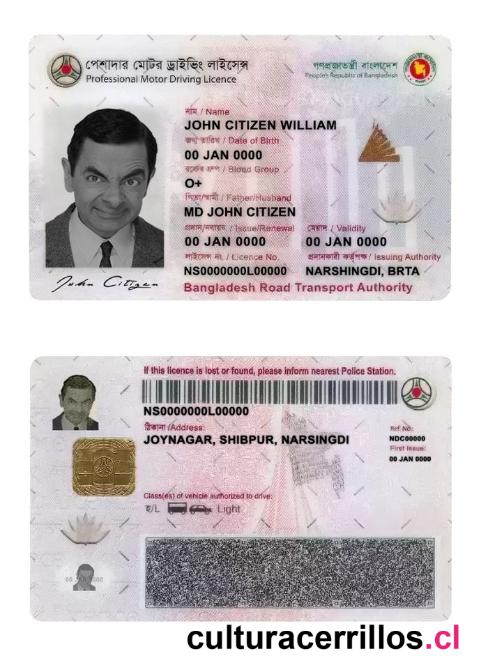 পেশাদার মোটর ড্রাইভিং লাইসেন্স
Professional Motor Driving Licence
গণপ্রজাতন্ত্রী বাংলাদেশ
People's Republic of Bangladesh
নাম / Name
JOHN CITIZEN WILLIAM
জন্ম তারিখ / Date of Birth
00 JAN 0000
রক্তের গ্রুপ / Blood Group
O+
পিতা/স্বামী / Father/Husband
MD JOHN CITIZEN
প্রদান/নবায়ন / Issue/Renewal
মেয়াদ / Validity
00 JAN 0000
00 JAN 0000
লাইসেন্স নং / Licence No.
প্রদানকারী কর্তৃপক্ষ / Issuing Authority
NS0000000L00000
NARSHINGDI, BRTA
Bangladesh Road Transport Authority
John Citizen
If this licence is lost or found, please inform nearest Police Station.
NS0000000L00000
ঠিকানা /Address:
JOYNAGAR, SHIBPUR, NARSINGDI
Ref. No:
NDC00000
First Issue:
00 JAN 0000
Class(es) of vehicle authorized to drive:
Light
00 JAN 0000
culturacerrillos.cl